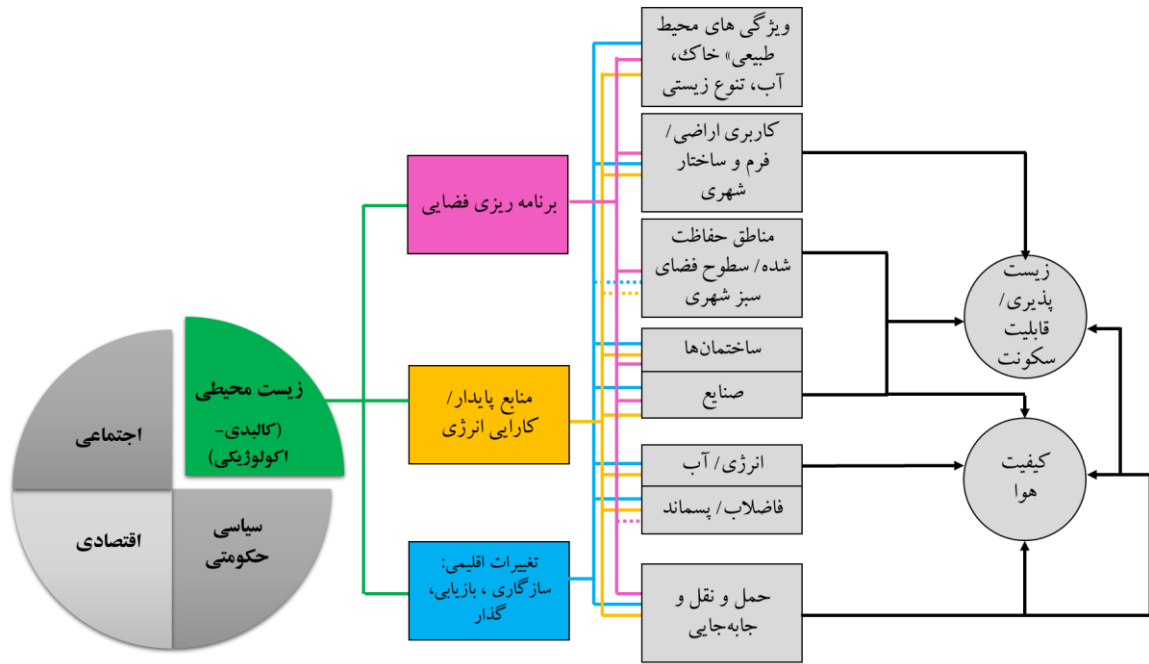 ویژگی های محیط
طبیعی» خاک،
آب، تنوع زیستی
کاربری اراضی/
فرم و ساختار
شهری
مناطق حفاظت
شده/ سطوح فضای
سبز شهری
ساختمان‌ها
صنایع
انرژی/ آب
فاضلاب/ پسماند
حمل و نقل و
جابه‌جایی
برنامه ریزی فضایی
منابع پایدار/
کارایی انرژی
تغییرات اقلیمی:
سازگاری ، بازیابی،
گذار
زیست
پذیری/
قابلیت
سکونت
کیفیت
هوا
زیست محیطی
(کالبدی-
اکولوژیکی)
اجتماعی
اقتصادی
سیاسی
حکومتی